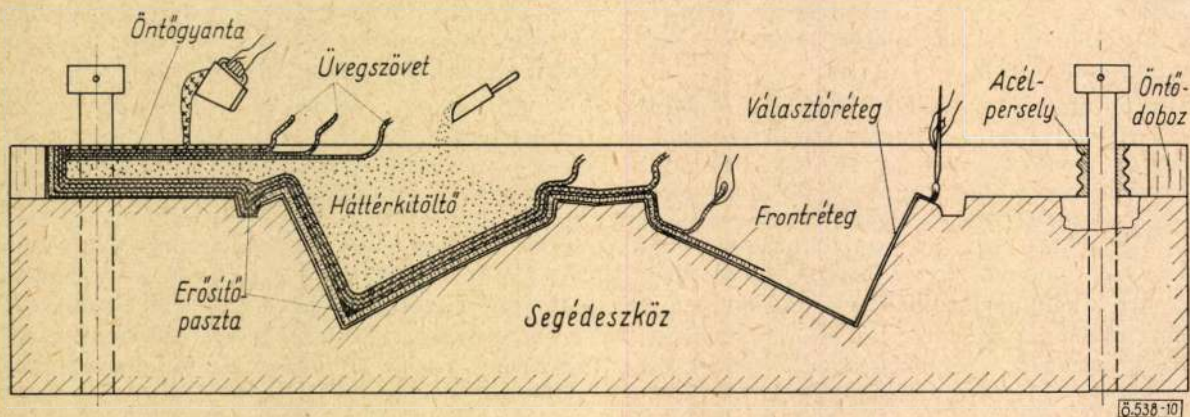 Öntőgyanta
Üvegszövet
Acél-
persely
Öntő-
doboz
Választóréteg
Háttérkitöltő
Frontréteg
Erősítő-
paszta
Segédeszköz
Ö.538-10